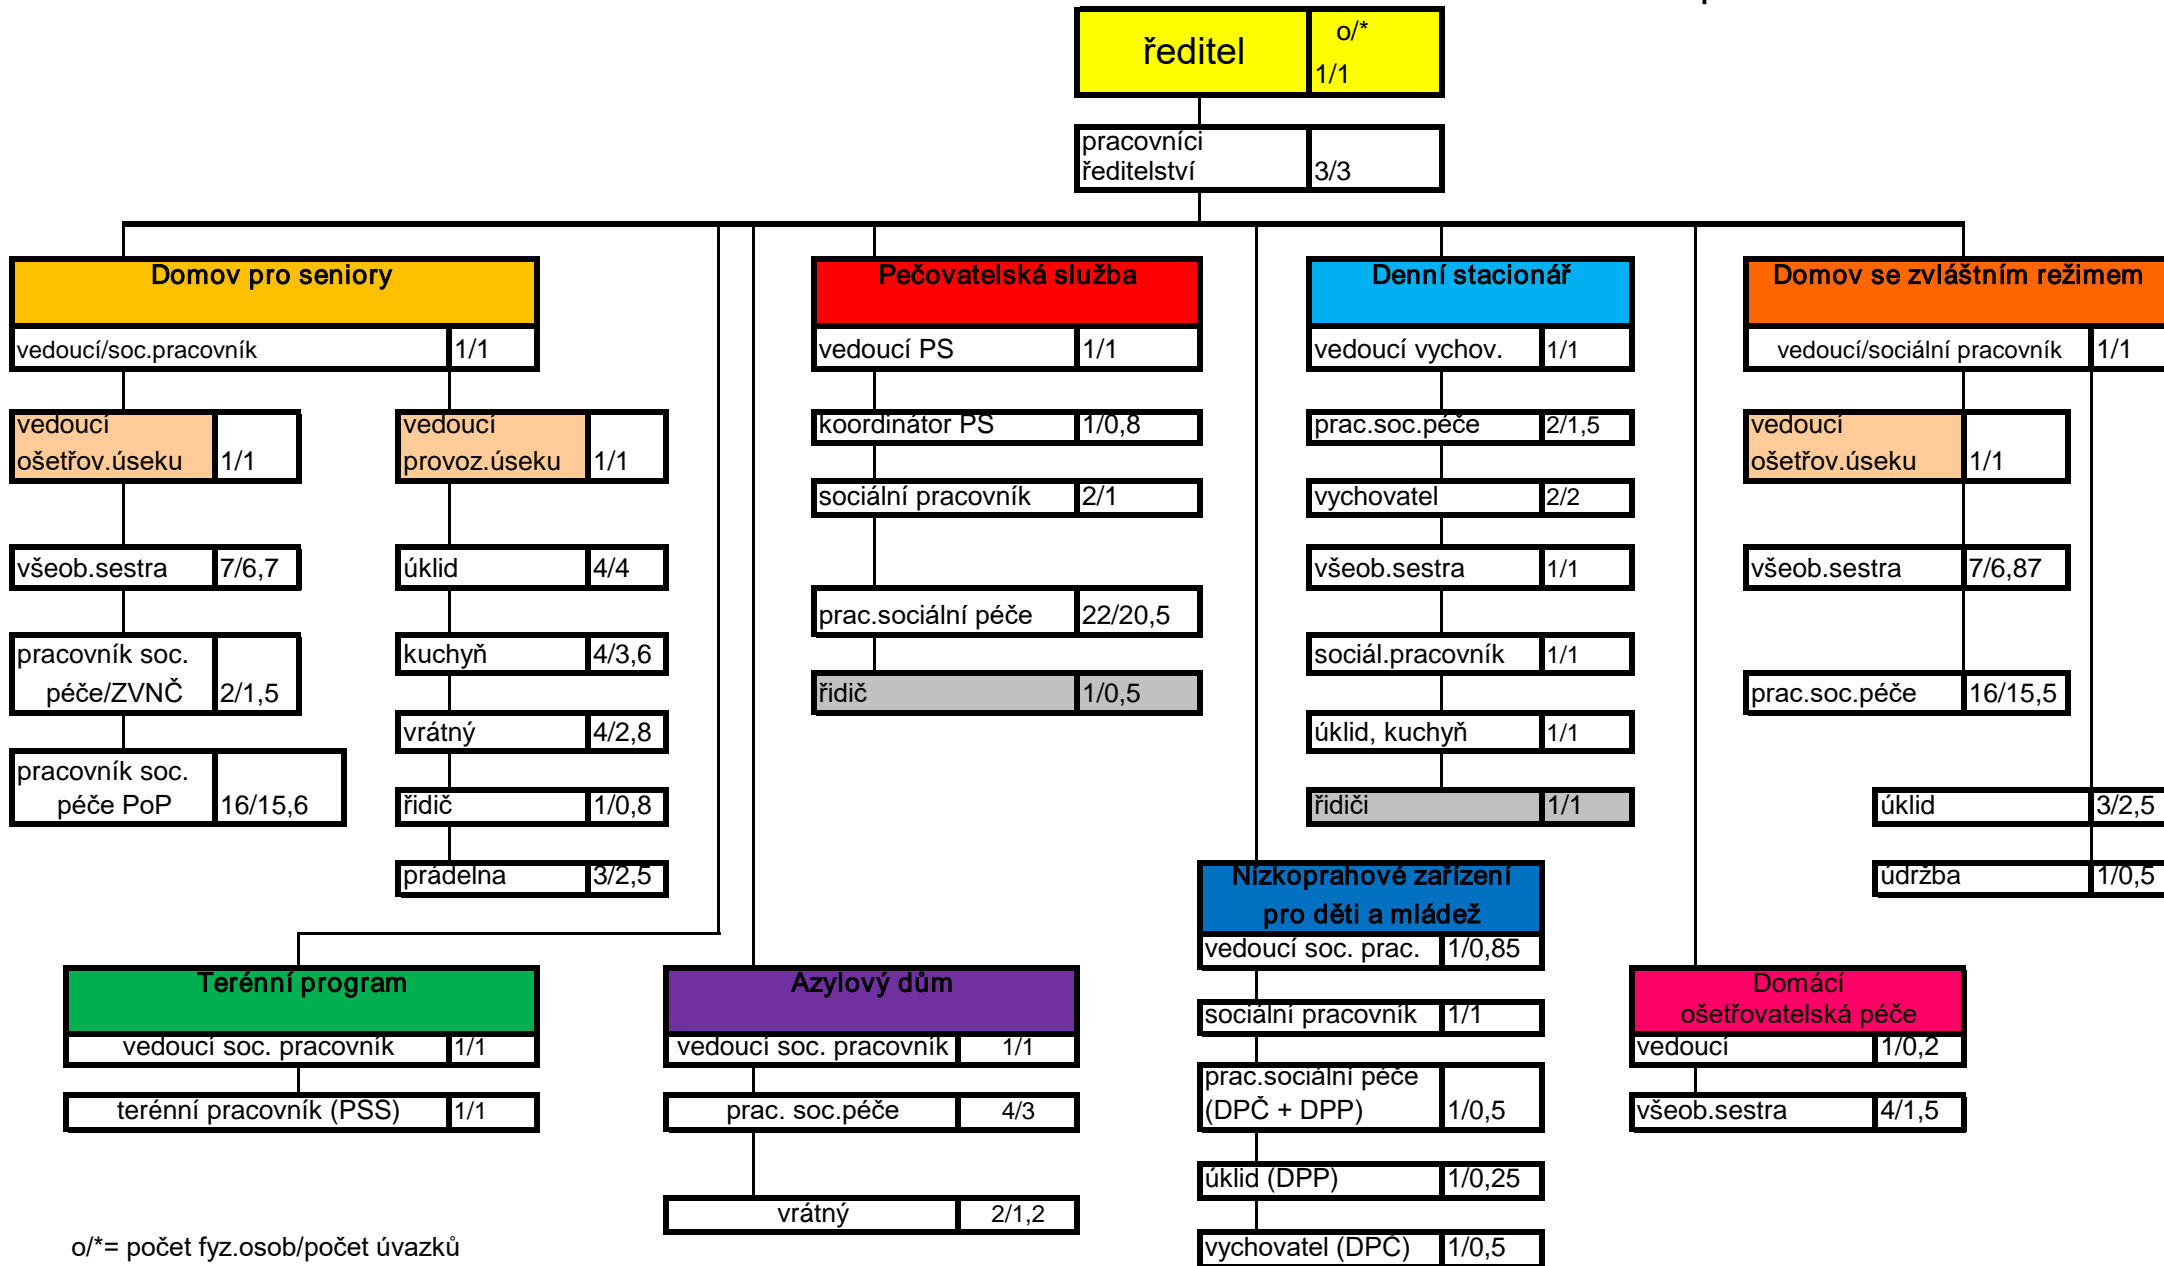 ředitel
o/*
1/1
pracovníci
ředitelství 3/3
Domov pro seniory
vedoucí/soc.pracovník 1/1
vedoucí
ošetřov.úseku 1/1
všeob.sestra 7/6,7
pracovník soc.
péče/ZVNČ 2/1,5
pracovník soc.
péče PoP 16/15,6
vedoucí
provoz.úseku 1/1
úklid 4/4
kuchyň 4/3,6
vrátný 4/2,8
řidič 1/0,8
prádelna 3/2,5
Pečovatelská služba
vedoucí PS 1/1
koordinátor PS 1/0,8
sociální pracovník 2/1
prac.sociální péče 22/20,5
řidič 1/0,5
Denní stacionář
vedoucí vychov. 1/1
prac.soc.péče 2/1,5
vychovatel 2/2
všeob.sestra 1/1
sociál.pracovník 1/1
úklid, kuchyň 1/1
řidiči 1/1
Domov se zvláštním režimem
vedoucí/sociální pracovník 1/1
vedoucí
ošetřov.úseku 1/1
všeob.sestra 7/6,87
prac.soc.péče 16/15,5
úklid 3/2,5
údržba 1/0,5
Terénní program
vedoucí soc. pracovník 1/1
terénní pracovník (PSS) 1/1
Azylový dům
vedoucí soc. pracovník 1/1
prac. soc.péče 4/3
vrátný 2/1,2
Nízkoprahové zařízení
pro děti a mládež
vedoucí soc. prac. 1/0,85
sociální pracovník 1/1
prac.sociální péče
(DPČ + DPP) 1/0,5
úklid (DPP) 1/0,25
vychovatel (DPČ) 1/0,5
Domácí
ošetřovatelská péče
vedoucí 1/0,2
všeob.sestra 4/1,5
o/*= počet fyz.osob/počet úvazků